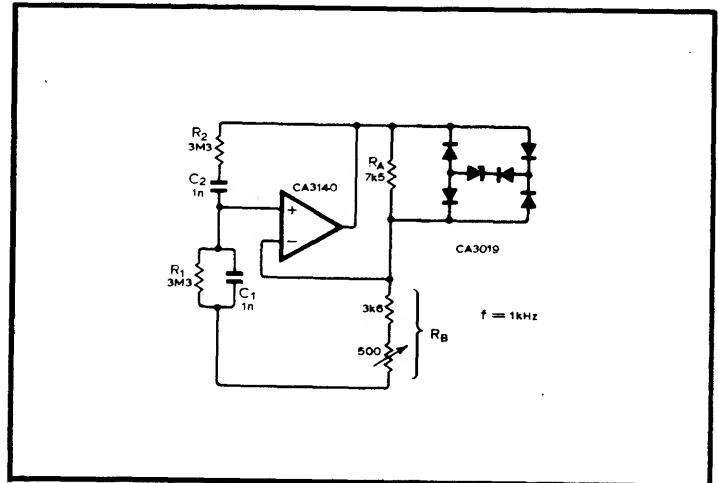 R2
3M3
C2
1n
CA3140
+
−
RA
7k5
CA3019
R1
3M3
C1
1n
3k6
500
RB
f = 1kHz